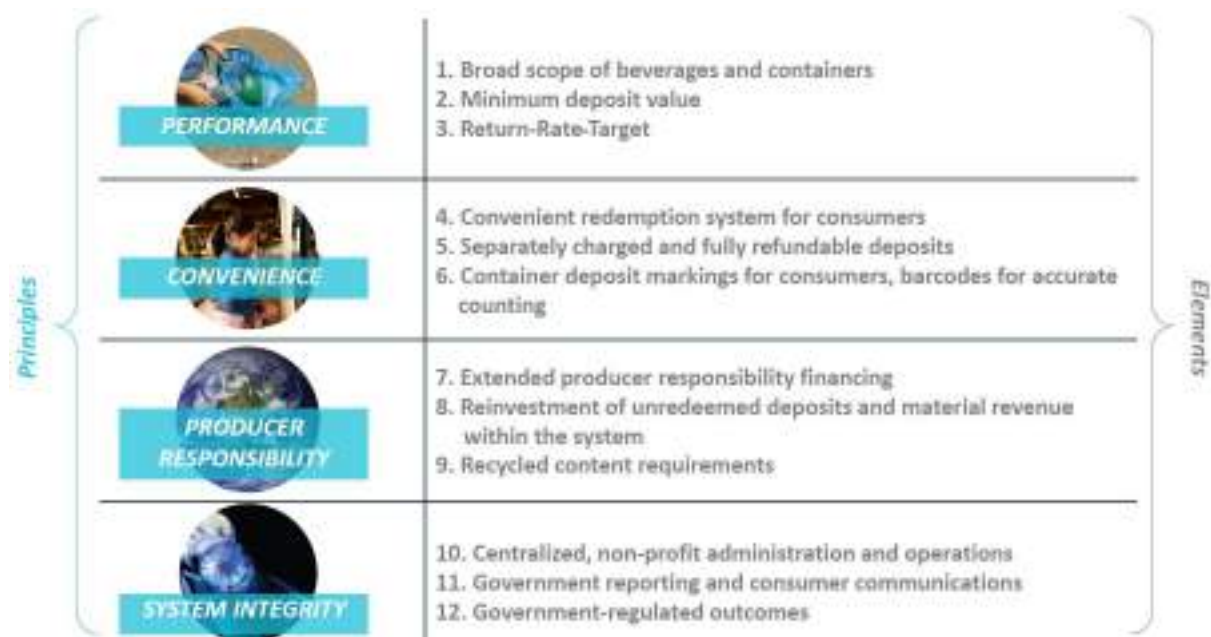 Principles
PERFORMANCE
1. Broad scope of beverages and containers
2. Minimum deposit value
3. Return-Rate-Target
CONVENIENCE
4. Convenient redemption system for consumers
5. Separately charged and fully refundable deposits
6. Container deposit markings for consumers, barcodes for accurate
counting
PRODUCER
RESPONSIBILITY
7. Extended producer responsibility financing
8. Reinvestment of unredeemed deposits and material revenue
within the system
9. Recycled content requirements
SYSTEM INTEGRITY
10. Centralized, non-profit administration and operations
11. Government reporting and consumer communications
12. Government-regulated outcomes
Elements